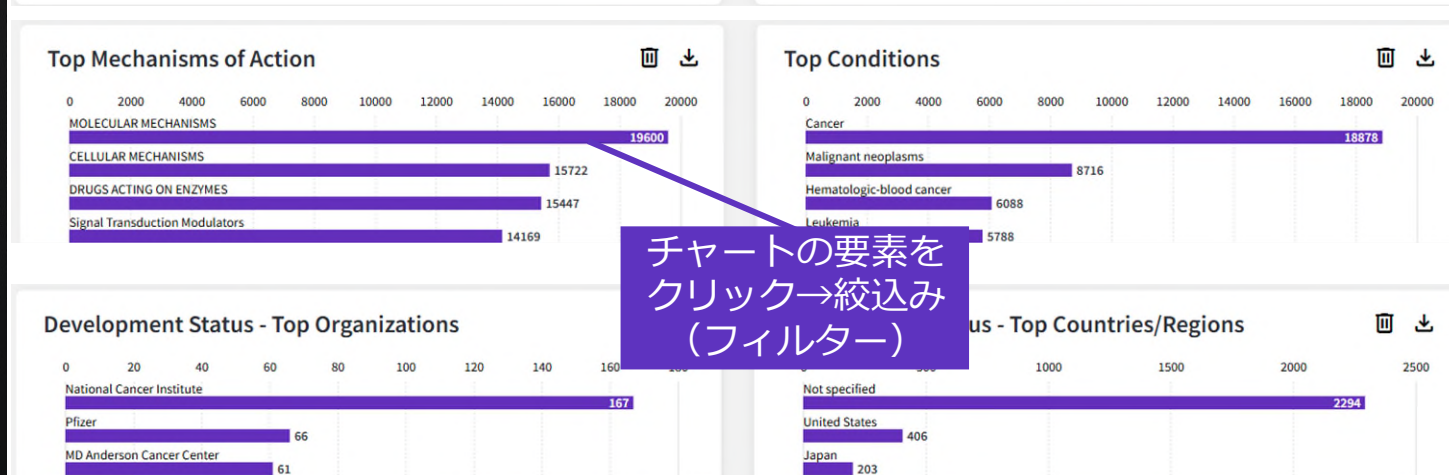 Top Mechanisms of Action
0 2000 4000 6000 8000 10000 12000 14000 16000 18000 20000
MOLECULAR MECHANISMS
19600
CELLULAR MECHANISMS
15722
DRUGS ACTING ON ENZYMES
15447
Signal Transduction Modulators
14169
Top Conditions
0 2000 4000 6000 8000 10000 12000 14000 16000 18000 20000
Cancer
18878
Malignant neoplasms
8716
Hematologic-blood cancer
6088
Leukemia
5788
チャートの要素を
クリック→絞込み
（フィルター）
Development Status - Top Organizations
0 20 40 60 80 100 120 140
National Cancer Institute
167
Pfizer
66
MD Anderson Cancer Center
61
us - Top Countries/Regions
1000 1500 2000 2500
Not specified
2294
United States
406
Japan
203